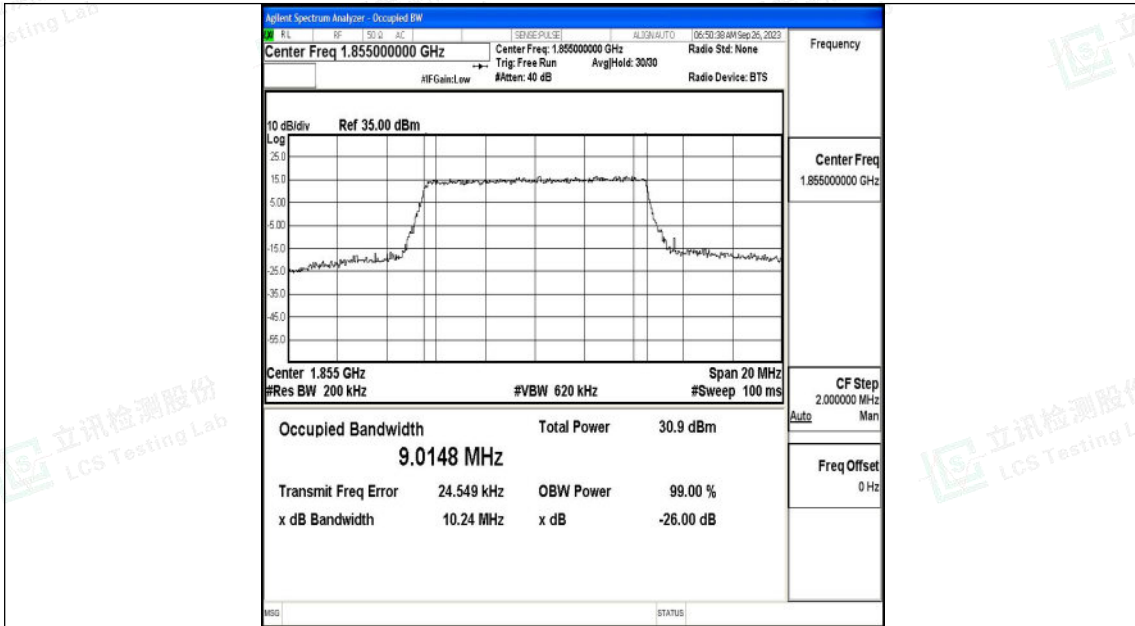 Agilent Spectrum Analyzer - Occupied BW
RL RF 50 Ω AC SENSE:PULSE ALIGN AUTO 06:50:38 AM Sep 26, 2023
Center Freq 1.855000000 GHz
Center Freq: 1.855000000 GHz
Radio Std: None
Trig: Free Run Avg|Hold: 30/30
#IFGain:Low
#Atten: 40 dB
Radio Device: BTS
10 dB/div Ref 35.00 dBm
Log
25.0
15.0
5.00
-5.00
-15.0
-25.0
-35.0
-45.0
-55.0
Center 1.855 GHz Span 20 MHz
#Res BW 200 kHz #VBW 620 kHz #Sweep 100 ms
Occupied Bandwidth Total Power 30.9 dBm
9.0148 MHz
Transmit Freq Error 24.549 kHz OBW Power 99.00 %
x dB Bandwidth 10.24 MHz x dB -26.00 dB
MSG STATUS
Frequency
Center Freq
1.855000000 GHz
CF Step
2.000000 MHz
Auto Man
Freq Offset
0 Hz
立讯检测股份
LCS Testing Lab
立讯检测股份
LCS Testing L
sting Lab